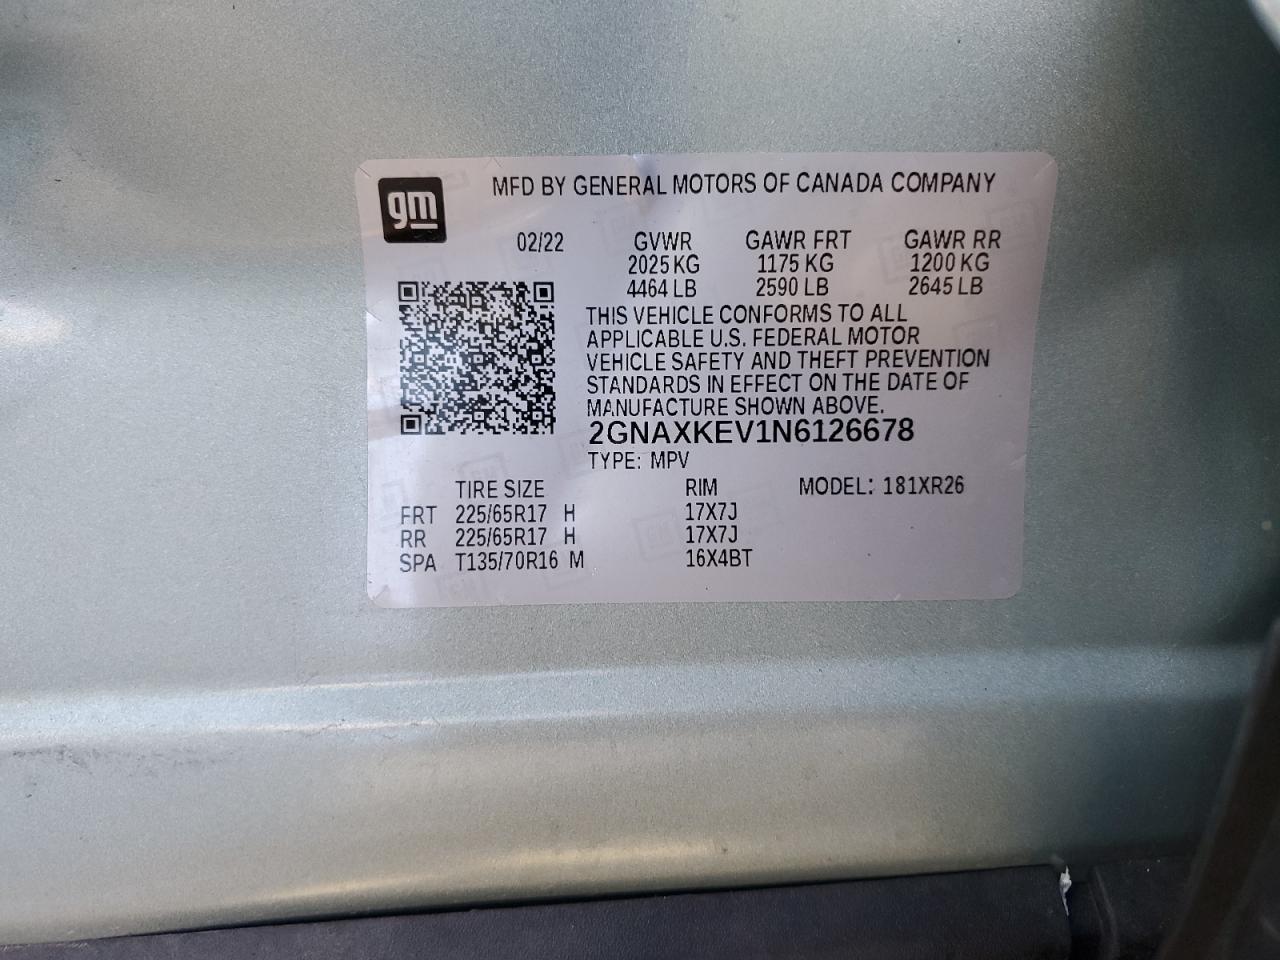 gm
MFD BY GENERAL MOTORS OF CANADA COMPANY
02/22 GVWR GAWR FRT GAWR RR
2025 KG 1175 KG 1200 KG
4464 LB 2590 LB 2645 LB
THIS VEHICLE CONFORMS TO ALL
APPLICABLE U.S. FEDERAL MOTOR
VEHICLE SAFETY AND THEFT PREVENTION
STANDARDS IN EFFECT ON THE DATE OF
MANUFACTURE SHOWN ABOVE.
2GNAXKEV1N6126678
TYPE: MPV
TIRE SIZE RIM MODEL: 181XR26
FRT 225/65R17 H 17X7J
RR 225/65R17 H 17X7J
SPA T135/70R16 M 16X4BT